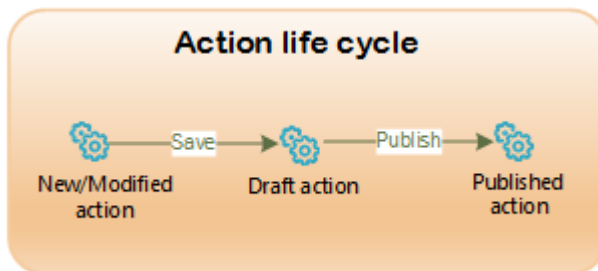 Action life cycle
Save
Publish
New/Modified
action
Draft action
Published
action